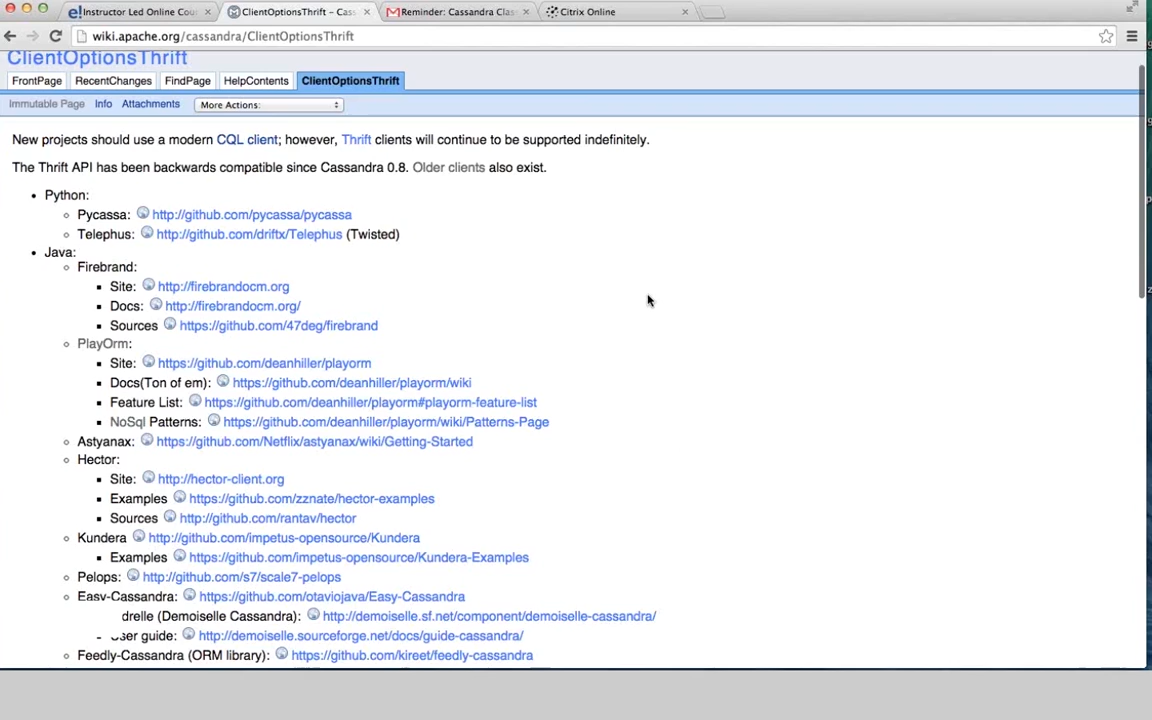 Instructor Led Online Cou
ClientOptionsThrift – Cas
Reminder: Cassandra Clas
Citrix Online
wiki.apache.org/cassandra/ClientOptionsThrift
ClientOptionsThrift
FrontPage RecentChanges FindPage HelpContents ClientOptionsThrift
Immutable Page Info Attachments More Actions:
New projects should use a modern CQL client; however, Thrift clients will continue to be supported indefinitely.
The Thrift API has been backwards compatible since Cassandra 0.8. Older clients also exist.
Python:
Pycassa: http://github.com/pycassa/pycassa
Telephus: http://github.com/driftx/Telephus (Twisted)
Java:
Firebrand:
Site: http://firebrandocm.org
Docs: http://firebrandocm.org/
Sources https://github.com/47deg/firebrand
PlayOrm:
Site: https://github.com/deanhiller/playorm
Docs(Ton of em): https://github.com/deanhiller/playorm/wiki
Feature List: https://github.com/deanhiller/playorm#playorm-feature-list
NoSql Patterns: https://github.com/deanhiller/playorm/wiki/Patterns-Page
Astyanax: https://github.com/Netflix/astyanax/wiki/Getting-Started
Hector:
Site: http://hector-client.org
Examples https://github.com/zznate/hector-examples
Sources http://github.com/rantav/hector
Kundera http://github.com/impetus-opensource/Kundera
Examples https://github.com/impetus-opensource/Kundera-Examples
Pelops: http://github.com/s7/scale7-pelops
Easy-Cassandra: https://github.com/otaviojava/Easy-Cassandra
drelle (Demoiselle Cassandra): http://demoiselle.sf.net/component/demoiselle-cassandra/
User guide: http://demoiselle.sourceforge.net/docs/guide-cassandra/
Feedly-Cassandra (ORM library): https://github.com/kireet/feedly-cassandra